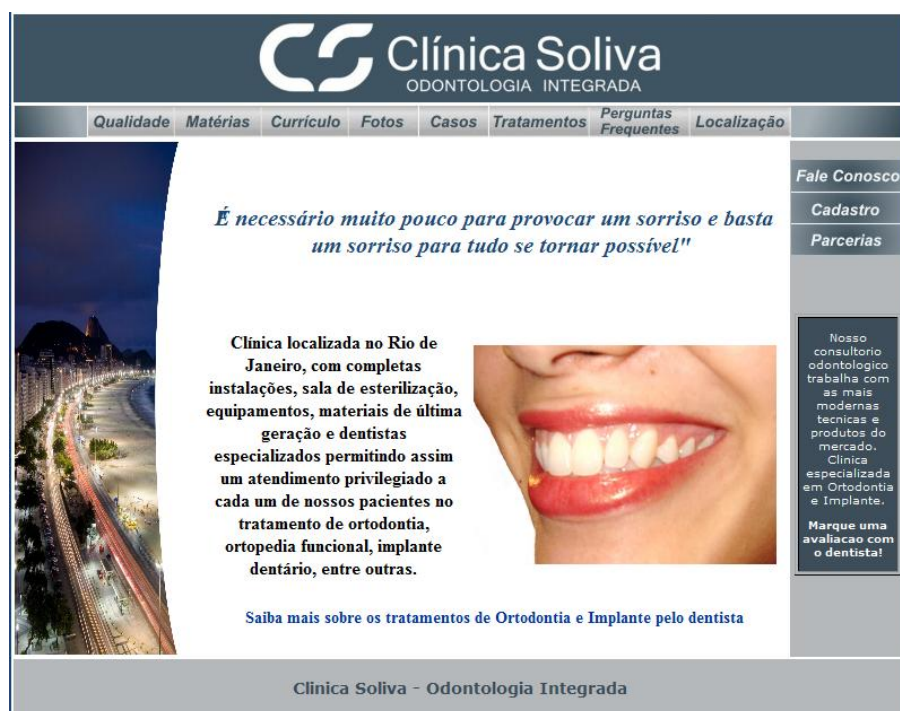 CS Clínica Soliva
ODONTOLOGIA INTEGRADA
Qualidade Matérias Currículo Fotos Casos Tratamentos Perguntas Frequentes Localização
Fale Conosco
Cadastro
Parcerias
É necessário muito pouco para provocar um sorriso e basta
um sorriso para tudo se tornar possível"
Clínica localizada no Rio de
Janeiro, com completas
instalações, sala de esterilização,
equipamentos, materiais de última
geração e dentistas
especializados permitindo assim
um atendimento privilegiado a
cada um de nossos pacientes no
tratamento de ortodontia,
ortopedia funcional, implante
dentário, entre outras.
Nosso
consultorio
odontologico
trabalha com
as mais
modernas
tecnicas e
produtos do
mercado.
Clinica
especializada
em Ortodontia
e Implante.
Marque uma
avaliacao com
o dentista!
Saiba mais sobre os tratamentos de Ortodontia e Implante pelo dentista
Clinica Soliva - Odontologia Integrada